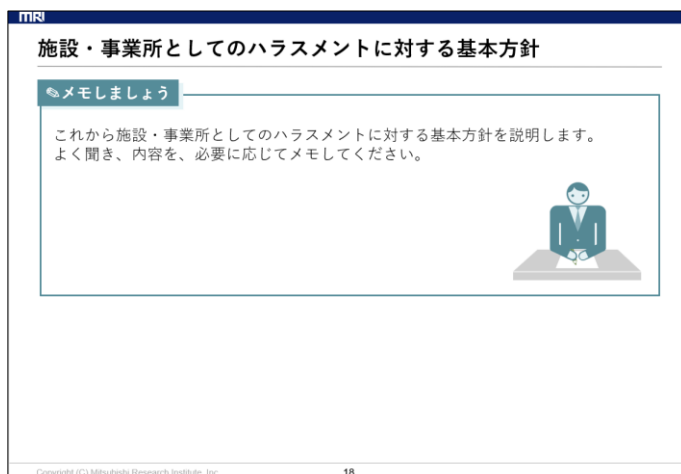 MRI
施設・事業所としてのハラスメントに対する基本方針
✎メモしましょう
これから施設・事業所としてのハラスメントに対する基本方針を説明します。
よく聞き、内容を、必要に応じてメモしてください。
Copyright (C) Mitsubishi Research Institute, Inc.
18